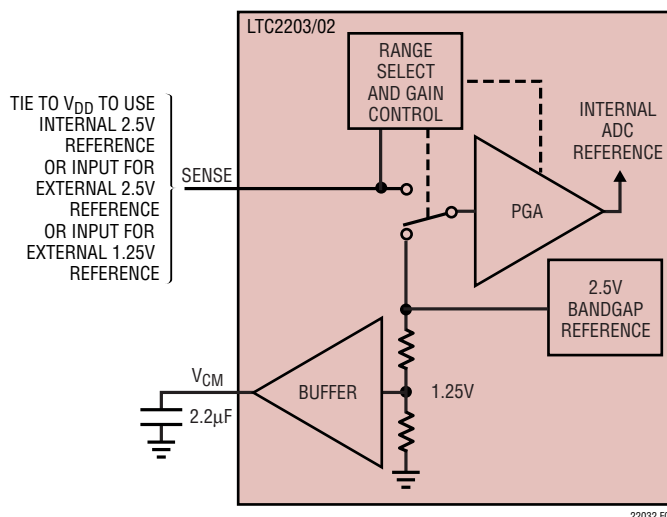 LTC2203/02
RANGE
SELECT
AND GAIN
CONTROL
TIE TO VDD TO USE
INTERNAL 2.5V
REFERENCE
OR INPUT FOR
EXTERNAL 2.5V
REFERENCE
OR INPUT FOR
EXTERNAL 1.25V
REFERENCE
SENSE
INTERNAL
ADC
REFERENCE
PGA
2.5V
BANDGAP
REFERENCE
VCM
BUFFER
1.25V
2.2µF